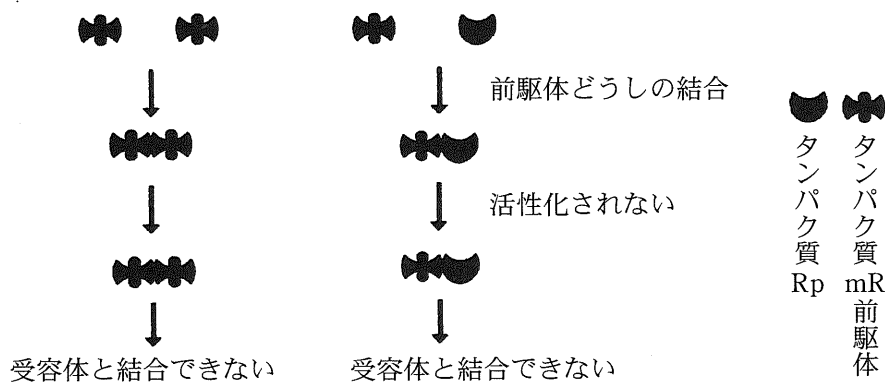 前駆体どうしの結合
活性化されない
受容体と結合できない
受容体と結合できない
タンパク質Rp
タンパク質mR前駆体